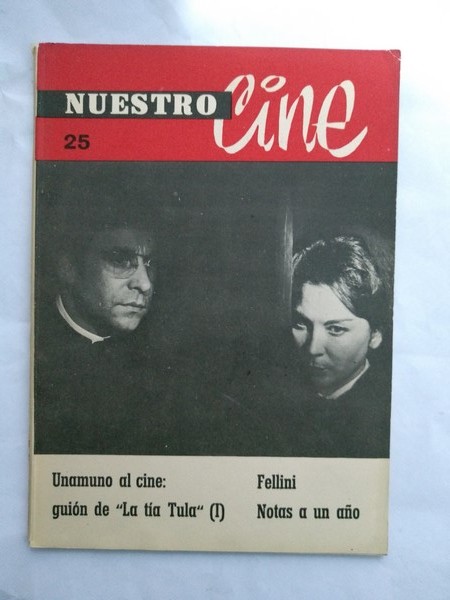 NUESTRO cine
25
Unamuno al cine:
guión de "La tía Tula" (I)
Fellini
Notas a un año